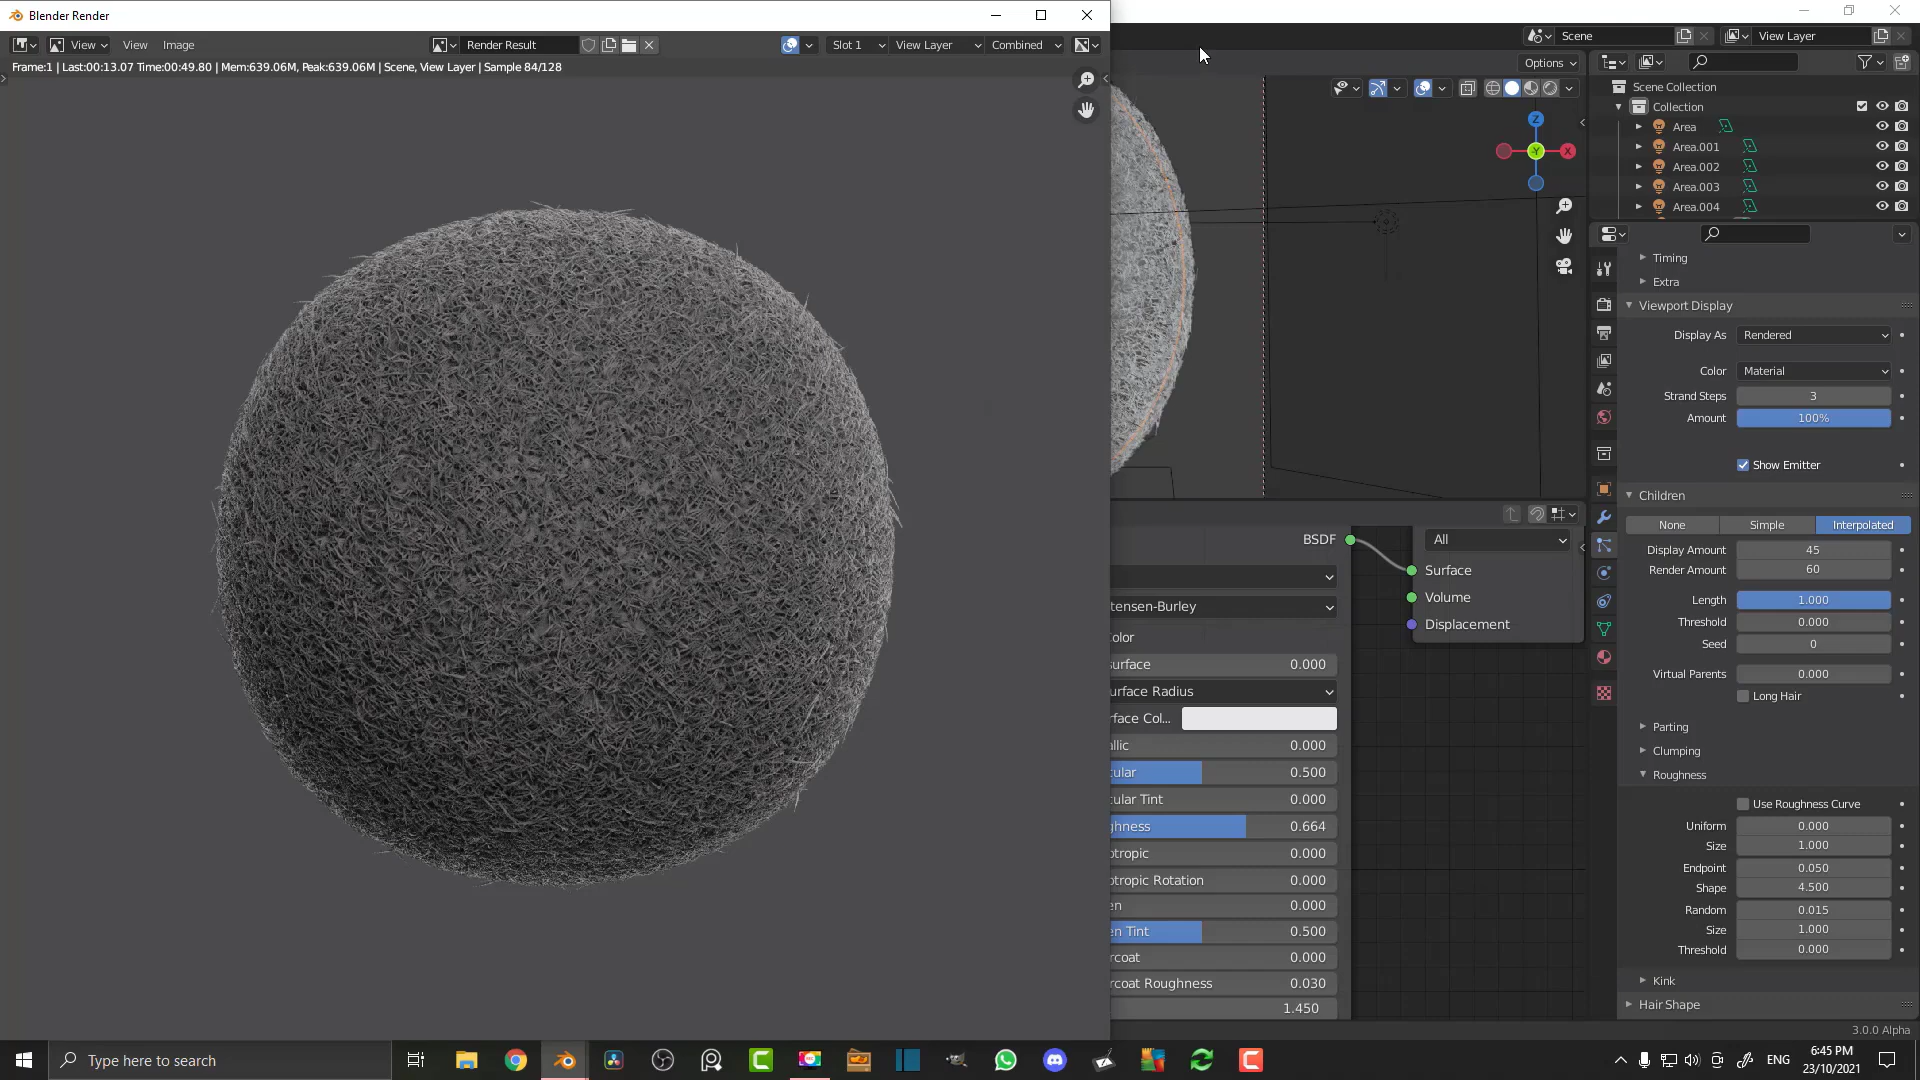 Blender Render
View View Image Render Result Slot 1 View Layer Combined
Frame:1 | Last:00:13.07 Time:00:49.80 | Mem:639.06M, Peak:639.06M | Scene, View Layer | Sample 84/128
Scene View Layer
Options
Z
Y
X
Scene Collection
Collection
Area
Area.001
Area.002
Area.003
Area.004
Timing
Extra
Viewport Display
Display As Rendered
Color Material
Strand Steps 3
Amount 100%
Show Emitter
Children
None Simple Interpolated
Display Amount 45
Render Amount 60
Length 1.000
Threshold 0.000
Seed 0
Virtual Parents 0.000
Long Hair
Parting
Clumping
Roughness
Use Roughness Curve
Uniform 0.000
Size 1.000
Endpoint 0.050
Shape 4.500
Random 0.015
Size 1.000
Threshold 0.000
Kink
Hair Shape
3.0.0 Alpha
BSDF
tensen-Burley
olor
surface 0.000
urface Radius
rface Col...
allic 0.000
cular 0.500
cular Tint 0.000
ghness 0.664
otropic 0.000
otropic Rotation 0.000
en 0.000
en Tint 0.500
rcoat 0.000
rcoat Roughness 0.030
1.450
All
Surface
Volume
Displacement
Type here to search
ENG
6:45 PM
23/10/2021